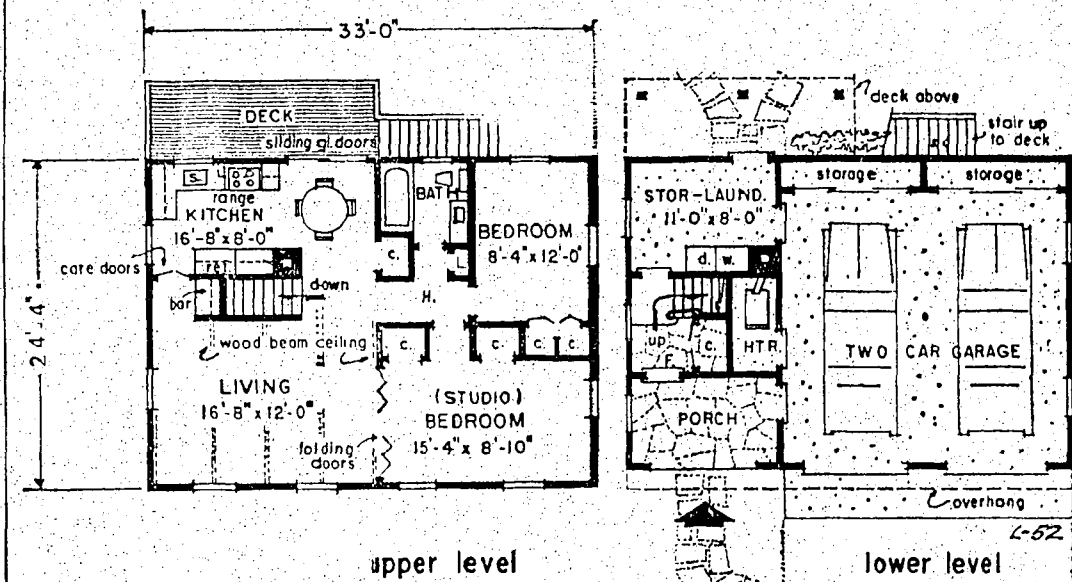 33'-0"
DECK
sliding gl. doors
S.
range
KITCHEN
16'-8" x 8'-0"
BATH
BEDROOM
8'-4" x 12'-0"
cafe doors
ref.
c.
bar
down
H.
24'-4"
wood beam ceiling
c.
c.
c.
c.
LIVING
16'-8" x 12'-0"
(STUDIO)
BEDROOM
15'-4" x 8'-10"
folding doors
upper level
deck above
stair up
to deck
storage
storage
STOR-LAUND.
11'-0" x 8'-0"
d.
w.
up
c.
F
HTR.
TWO CAR GARAGE
PORCH
overhang
L-52
lower level